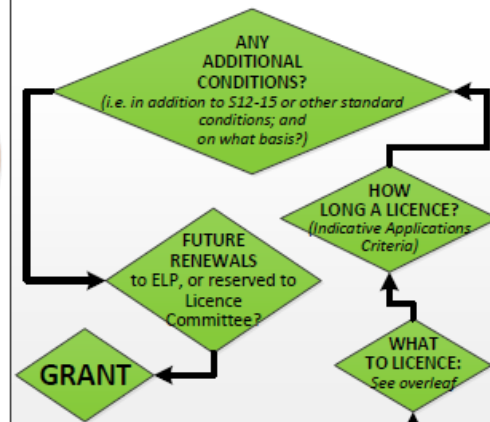 ANY
ADDITIONAL
CONDITIONS?
(i.e. in addition to S12-15 or other standard
conditions; and
on what basis?)
HOW
LONG A LICENCE?
(Indicative Applications
Criteria)
FUTURE
RENEWALS
to ELP, or reserved to
Licence
Committee?
WHAT
TO LICENCE:
See overleaf
GRANT